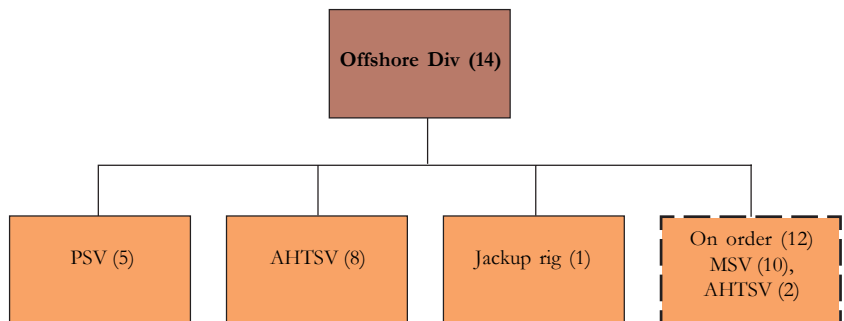 Offshore Div (14)
PSV (5)
AHTSV (8)
Jackup rig (1)
On order (12)
MSV (10),
AHTSV (2)